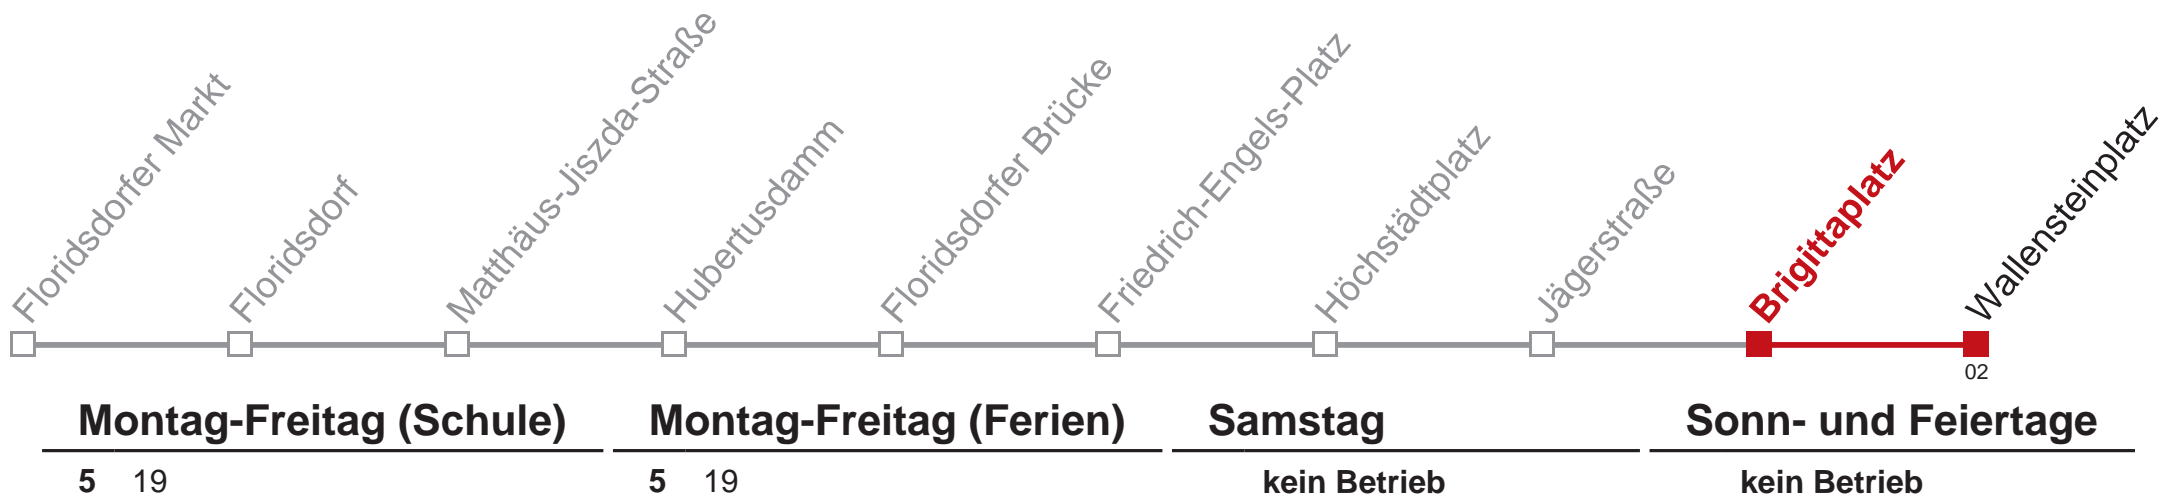 Floridsdorfer Markt
Floridsdorf
Matthäus-Jiszda-Straße
Hubertusdamm
Floridsdorfer Brücke
Friedrich-Engels-Platz
Höchstädtplatz
Jägerstraße
Brigittaplatz
Wallensteinplatz
02
Montag-Freitag (Schule) Montag-Freitag (Ferien) Samstag Sonn- und Feiertage
5 19 5 19 kein Betrieb kein Betrieb